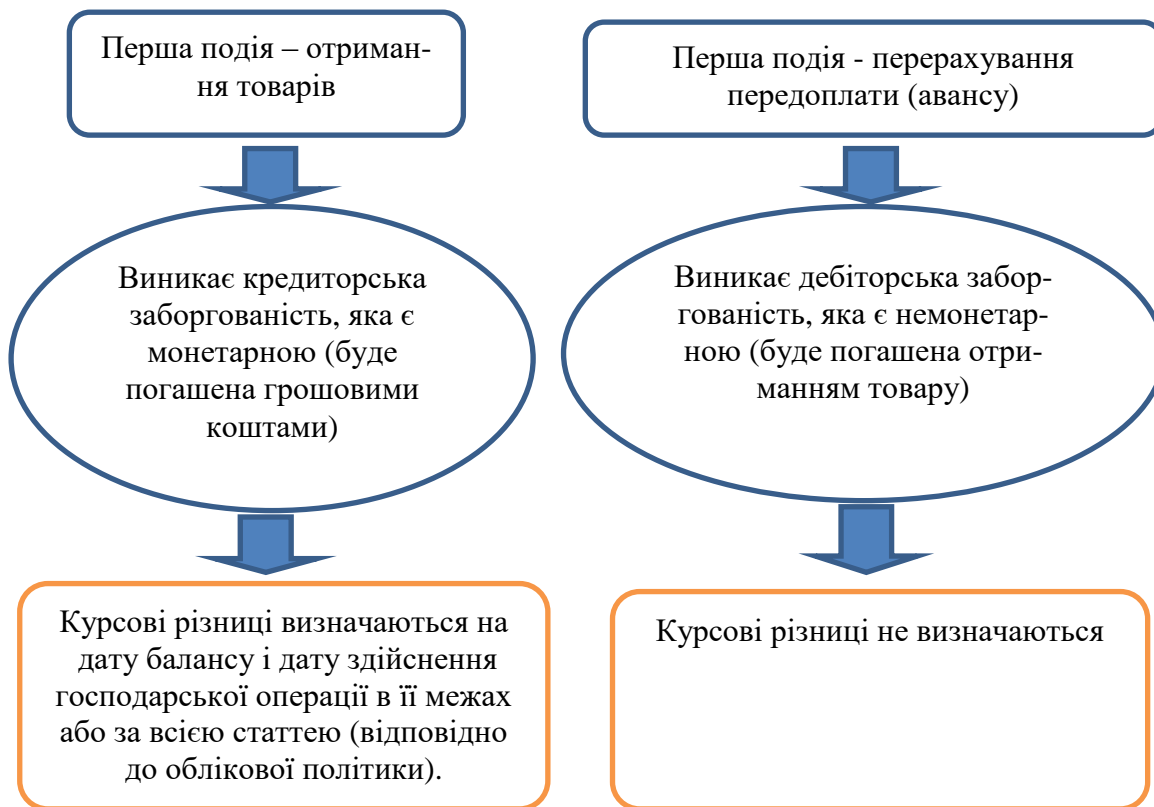 Перша подія – отриман-
ня товарів
Виникає кредиторська
заборгованість, яка є
монетарною (буде
погашена грошовими
коштами)
Курсові різниці визначаються на
дату балансу і дату здійснення
господарської операції в її межах
або за всією статтею (відповідно
до облікової політики).
Перша подія - перерахування
передоплати (авансу)
Виникає дебіторська забор-
гованість, яка є немонетар-
ною (буде погашена отри-
манням товару)
Курсові різниці не визначаються